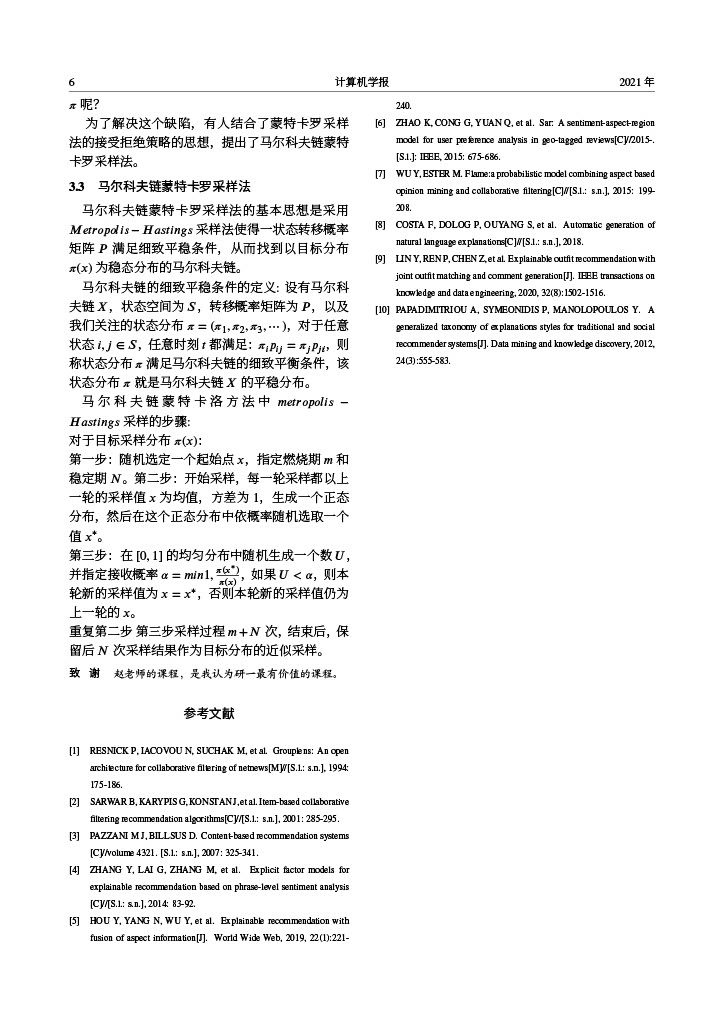 6
计算机学报
2021 年
π 呢？
为了解决这个缺陷，有人结合了蒙特卡罗采样
法的接受拒绝策略的思想，提出了马尔科夫链蒙特
卡罗采样法。
3.3 马尔科夫链蒙特卡罗采样法
马尔科夫链蒙特卡罗采样法的基本思想是采用
Metropolis − Hastings 采样法使得一状态转移概率
矩阵 P 满足细致平稳条件，从而找到以目标分布
π(x) 为稳态分布的马尔科夫链。
马尔科夫链的细致平稳条件的定义：设有马尔科
夫链 X，状态空间为 S，转移概率矩阵为 P，以及
我们关注的状态分布 π = (π₁, π₂, π₃, ⋯ )，对于任意
状态 i, j ∈ S，任意时刻 t 都满足：πᵢpᵢⱼ = πⱼpⱼᵢ，则
称状态分布 π 满足马尔科夫链的细致平衡条件，该
状态分布 π 就是马尔科夫链 X 的平稳分布。
马尔科夫链蒙特卡洛方法中 metropolis −
Hastings 采样的步骤:
对于目标采样分布 π(x)：
第一步：随机选定一个起始点 x，指定燃烧期 m 和
稳定期 N。第二步：开始采样，每一轮采样都以上
一轮的采样值 x 为均值，方差为 1，生成一个正态
分布，然后在这个正态分布中依概率随机选取一个
值 x*。
第三步：在 [0, 1] 的均匀分布中随机生成一个数 U，
并指定接收概率 α = min1, π(x*)/π(x)，如果 U < α，则本
轮新的采样值为 x = x*，否则本轮新的采样值仍为
上一轮的 x。
重复第二步 第三步采样过程 m + N 次，结束后，保
留后 N 次采样结果作为目标分布的近似采样。
致 谢 赵老师的课程，是我认为研一最有价值的课程。
参考文献
[1] RESNICK P, IACOVOU N, SUCHAK M, et al. Grouplens: An open
architecture for collaborative filtering of netnews[M]//[S.l.: s.n.], 1994:
175-186.
[2] SARWAR B, KARYPIS G, KONSTAN J, et al. Item-based collaborative
filtering recommendation algorithms[C]//[S.l.: s.n.], 2001: 285-295.
[3] PAZZANI M J, BILLSUS D. Content-based recommendation systems
[C]//volume 4321. [S.l.: s.n.], 2007: 325-341.
[4] ZHANG Y, LAI G, ZHANG M, et al. Explicit factor models for
explainable recommendation based on phrase-level sentiment analysis
[C]//[S.l.: s.n.], 2014: 83-92.
[5] HOU Y, YANG N, WU Y, et al. Explainable recommendation with
fusion of aspect information[J]. World Wide Web, 2019, 22(1):221-
240.
[6] ZHAO K, CONG G, YUAN Q, et al. Sar: A sentiment-aspect-region
model for user preference analysis in geo-tagged reviews[C]//2015-.
[S.l.]: IEEE, 2015: 675-686.
[7] WU Y, ESTER M. Flame:a probabilistic model combining aspect based
opinion mining and collaborative filtering[C]//[S.l.: s.n.], 2015: 199-
208.
[8] COSTA F, DOLOG P, OUYANG S, et al. Automatic generation of
natural language explanations[C]//[S.l.: s.n.], 2018.
[9] LIN Y, REN P, CHEN Z, et al. Explainable outfit recommendation with
joint outfit matching and comment generation[J]. IEEE transactions on
knowledge and data engineering, 2020, 32(8):1502-1516.
[10] PAPADIMITRIOU A, SYMEONIDIS P, MANOLOPOULOS Y. A
generalized taxonomy of explanations styles for traditional and social
recommender systems[J]. Data mining and knowledge discovery, 2012,
24(3):555-583.